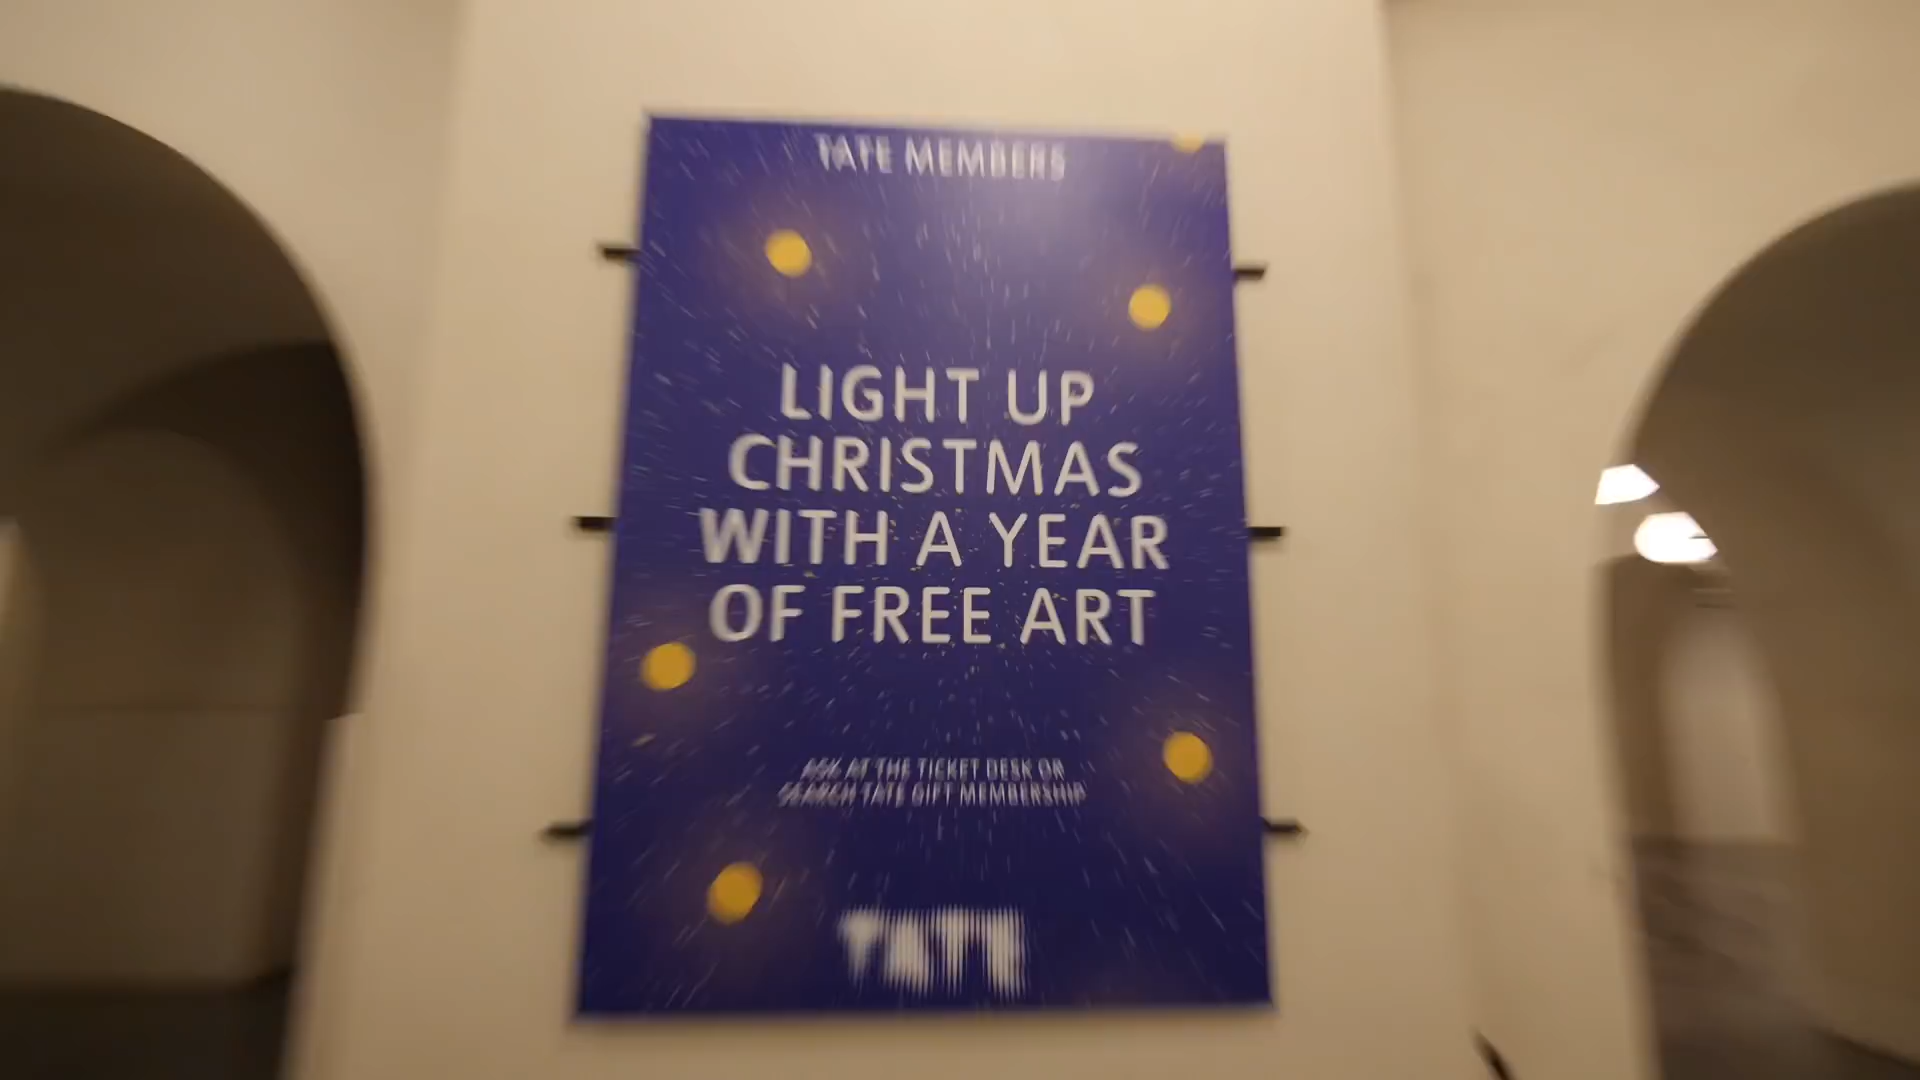 TATE MEMBERS
LIGHT UP
CHRISTMAS
WITH A YEAR
OF FREE ART
ASK AT THE TICKET DESK OR
SEARCH TATE GIFT MEMBERSHIP
TATE